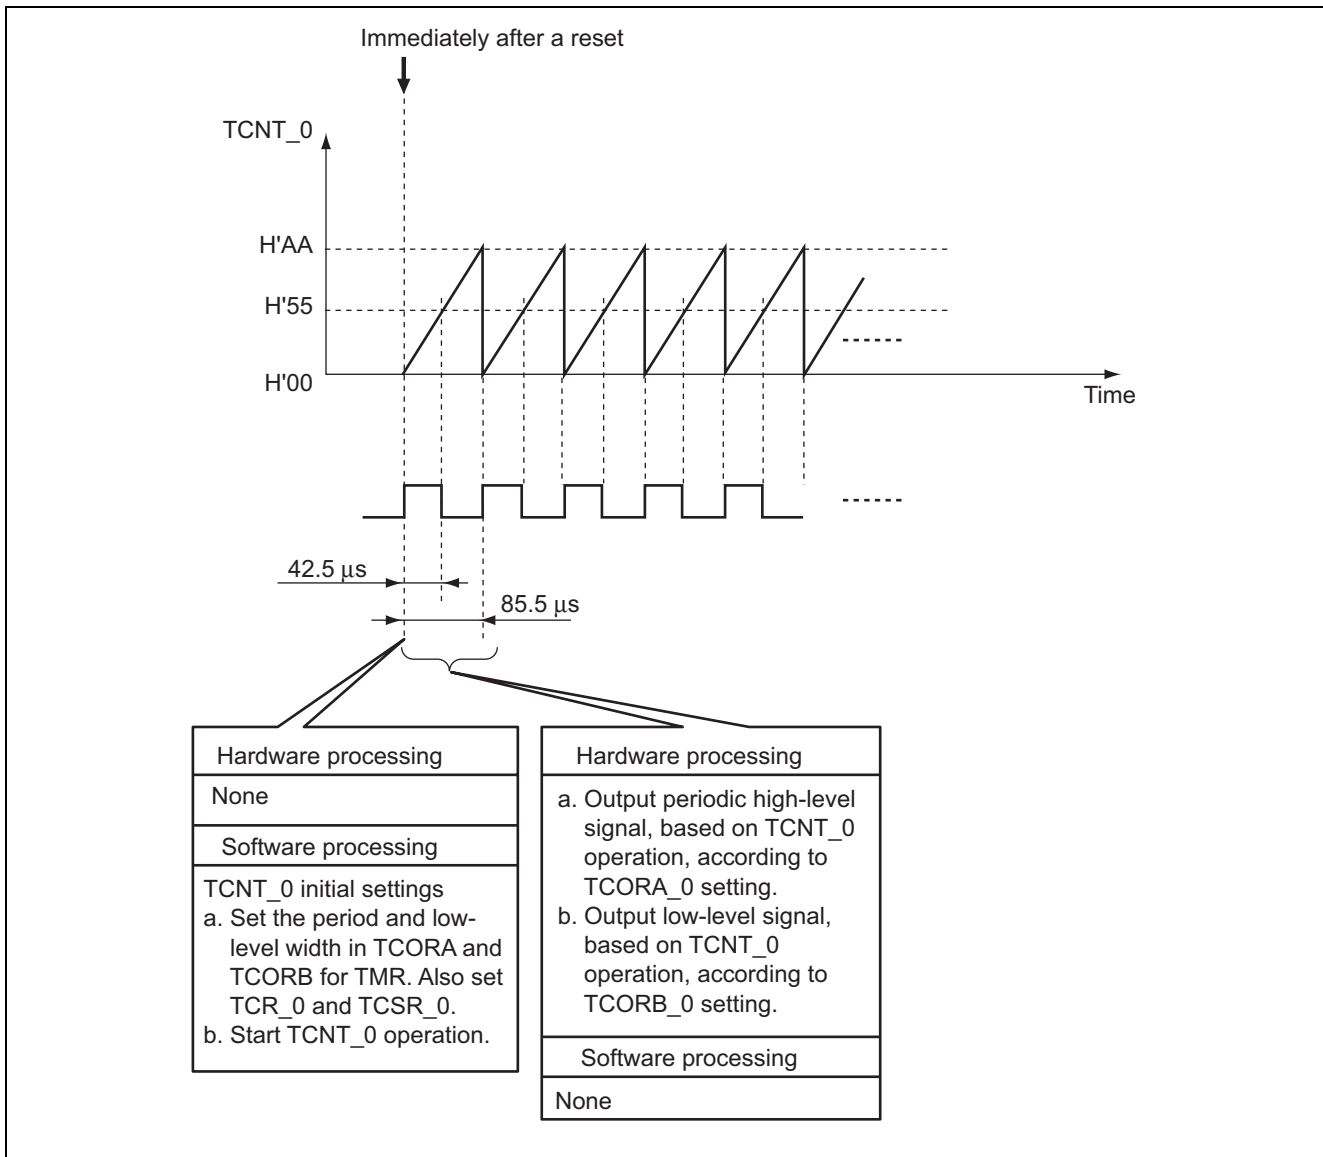 Immediately after a reset
TCNT_0
H'AA
H'55
H'00
Time
42.5 μs
85.5 μs
Hardware processing
None
Software processing
TCNT_0 initial settings
a. Set the period and low-
level width in TCORA and
TCORB for TMR. Also set
TCR_0 and TCSR_0.
b. Start TCNT_0 operation.
Hardware processing
a. Output periodic high-level
signal, based on TCNT_0
operation, according to
TCORA_0 setting.
b. Output low-level signal,
based on TCNT_0
operation, according to
TCORB_0 setting.
Software processing
None